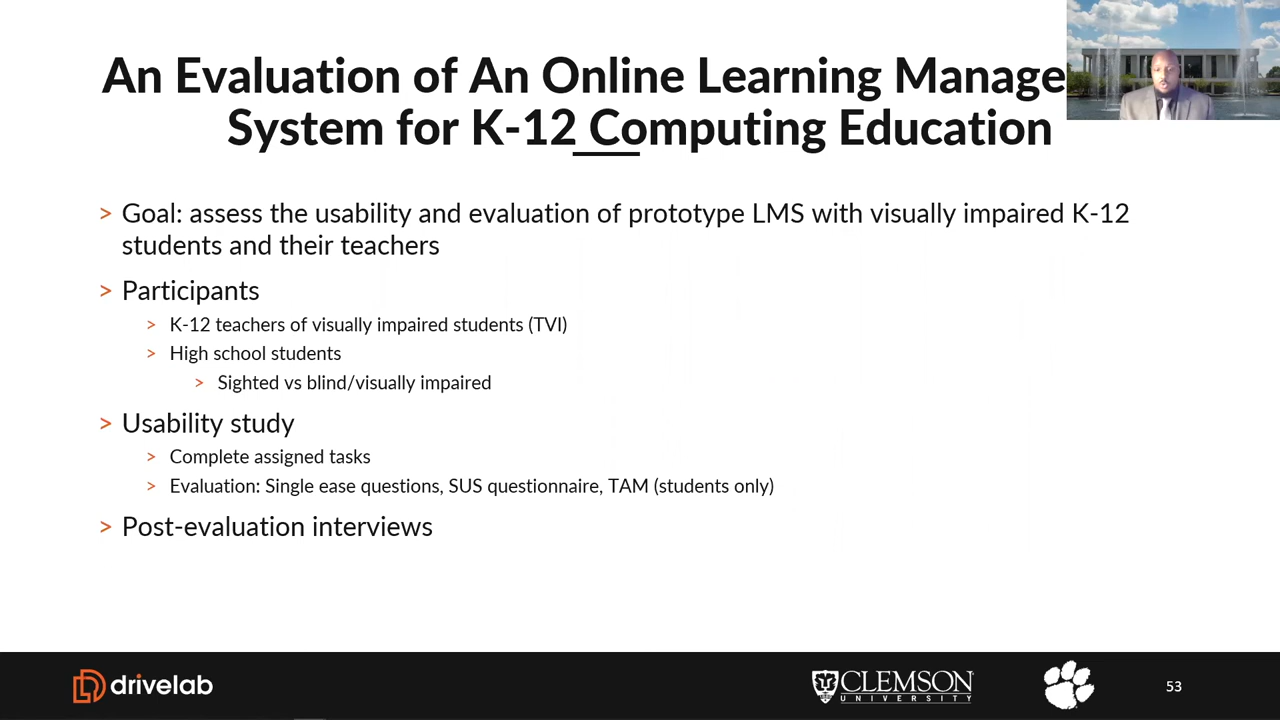 An Evaluation of An Online Learning Manage
System for K-12 Computing Education
> Goal: assess the usability and evaluation of prototype LMS with visually impaired K-12
students and their teachers
> Participants
> K-12 teachers of visually impaired students (TVI)
> High school students
> Sighted vs blind/visually impaired
> Usability study
> Complete assigned tasks
> Evaluation: Single ease questions, SUS questionnaire, TAM (students only)
> Post-evaluation interviews
drivelab
CLEMSON
UNIVERSITY
53